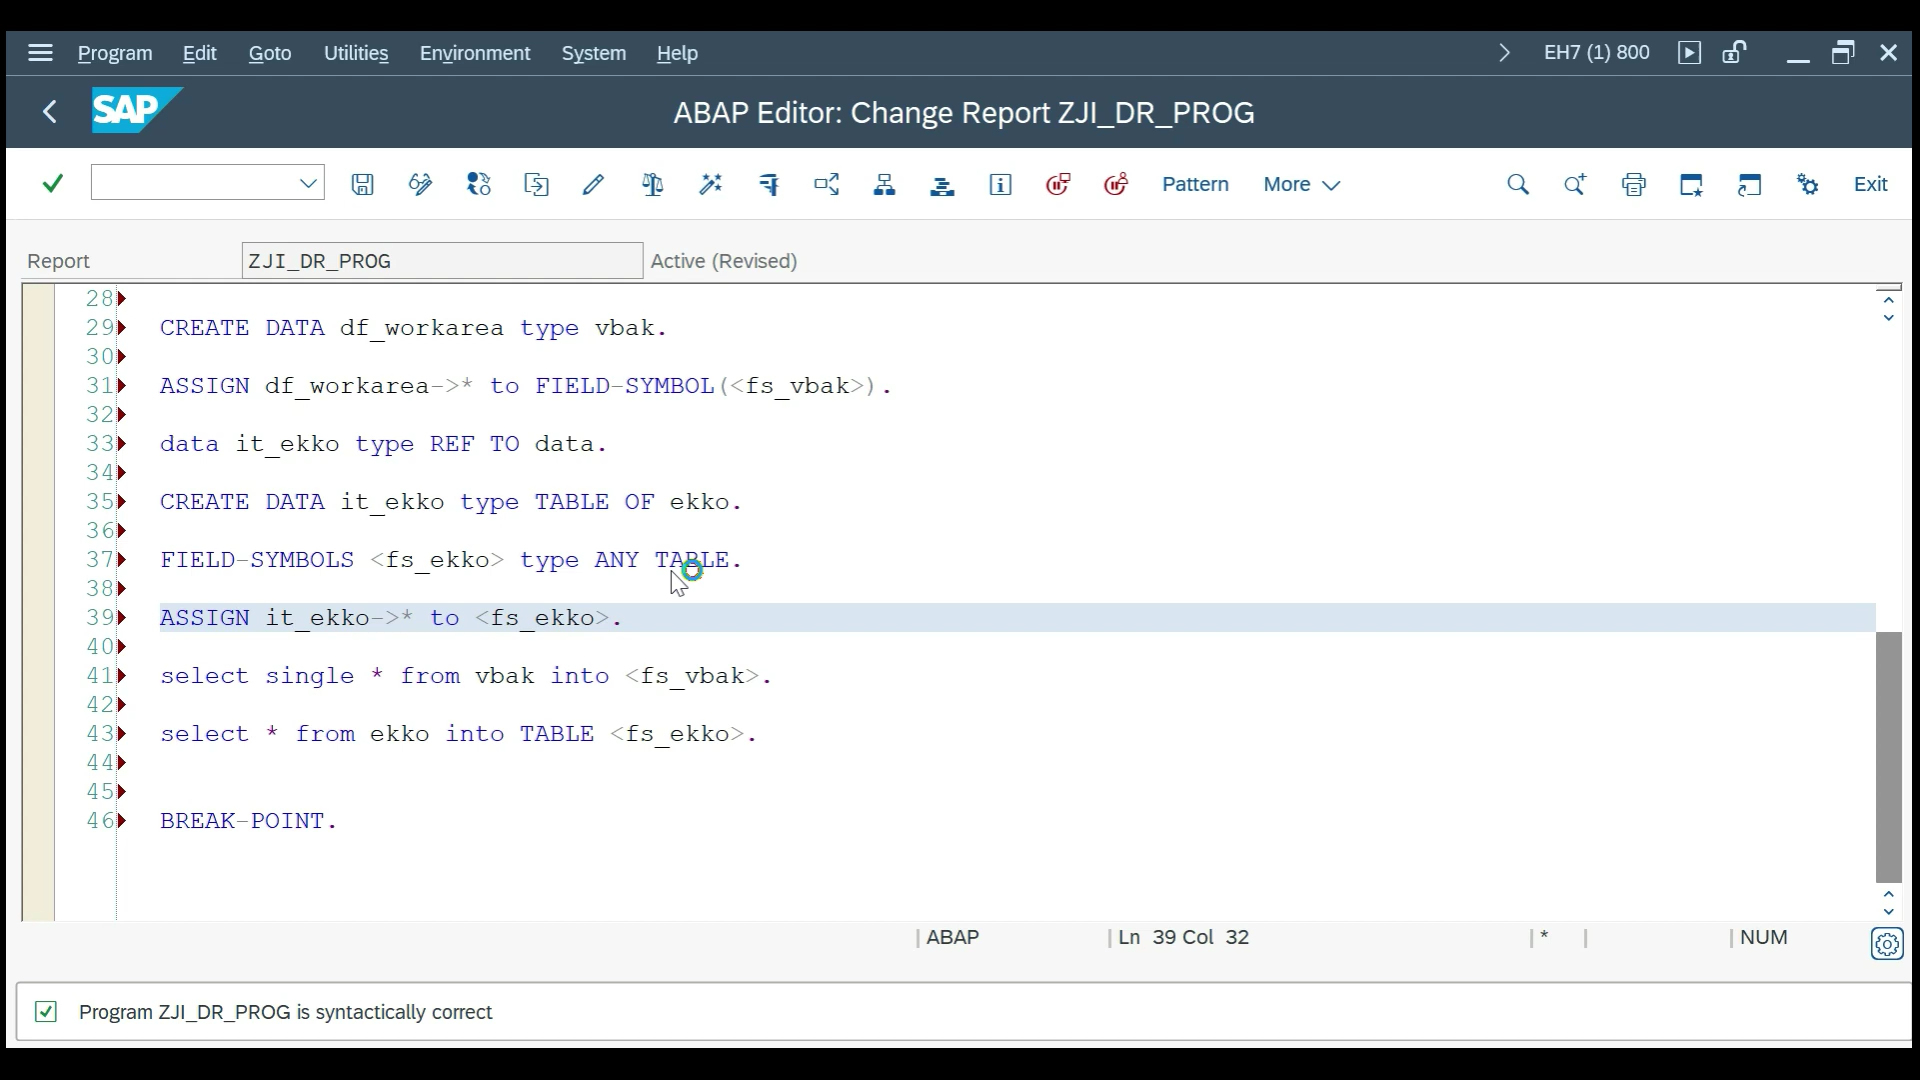 Program Edit Goto Utilities Environment System Help EH7 (1) 800
SAP ABAP Editor: Change Report ZJI_DR_PROG
Pattern More Exit
Report ZJI_DR_PROG Active (Revised)
28
29 CREATE DATA df_workarea type vbak.
30
31 ASSIGN df_workarea->* to FIELD-SYMBOL(<fs_vbak>).
32
33 data it_ekko type REF TO data.
34
35 CREATE DATA it_ekko type TABLE OF ekko.
36
37 FIELD-SYMBOLS <fs_ekko> type ANY TABLE.
38
39 ASSIGN it_ekko->* to <fs_ekko>.
40
41 select single * from vbak into <fs_vbak>.
42
43 select * from ekko into TABLE <fs_ekko>.
44
45
46 BREAK-POINT.
ABAP Ln 39 Col 32 * NUM
Program ZJI_DR_PROG is syntactically correct